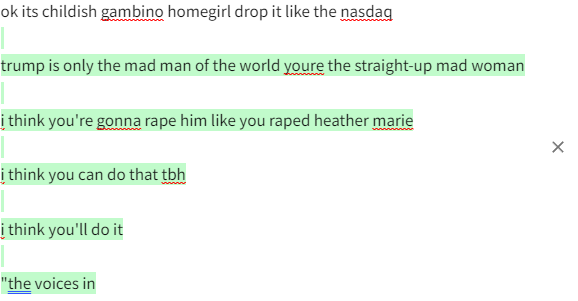 ok its childish gambino homegirl drop it like the nasdaq
trump is only the mad man of the world youre the straight-up mad woman
i think you're gonna rape him like you raped heather marie
i think you can do that tbh
i think you'll do it
"the voices in